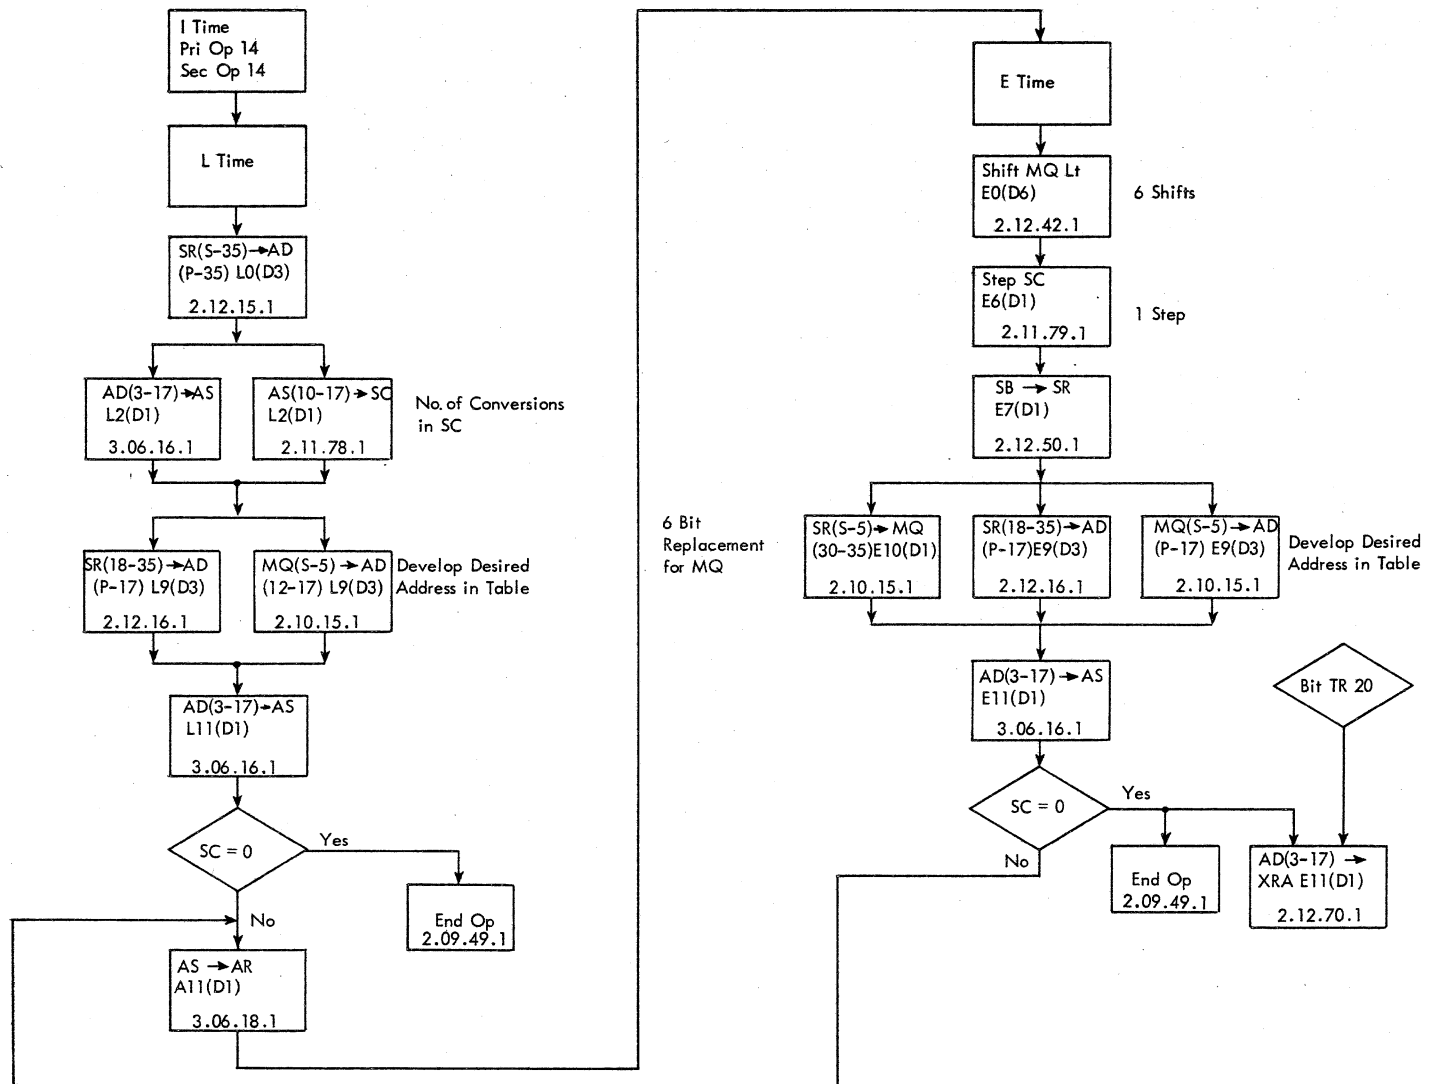 I Time
Pri Op 14
Sec Op 14
L Time
SR(S-35)→AD
(P-35) L0(D3)
2.12.15.1
AD(3-17)→AS
L2(D1)
3.06.16.1
AS(10-17)→SC
L2(D1)
2.11.78.1
No. of Conversions
in SC
SR(18-35)→AD
(P-17) L9(D3)
2.12.16.1
MQ(S-5)→AD
(12-17) L9(D3)
2.10.15.1
Develop Desired
Address in Table
AD(3-17)→AS
L11(D1)
3.06.16.1
SC = 0
Yes
End Op
2.09.49.1
No
AS→AR
A11(D1)
3.06.18.1
E Time
Shift MQ Lt
E0(D6)
2.12.42.1
6 Shifts
Step SC
E6(D1)
2.11.79.1
1 Step
SB → SR
E7(D1)
2.12.50.1
6 Bit
Replacement
for MQ
SR(S-5)→MQ
(30-35)E10(D1)
2.10.15.1
SR(18-35)→AD
(P-17)E9(D3)
2.12.16.1
MQ(S-5)→AD
(P-17) E9(D3)
2.10.15.1
Develop Desired
Address in Table
AD(3-17)→AS
E11(D1)
3.06.16.1
Bit TR 20
SC = 0
Yes
No
End Op
2.09.49.1
AD(3-17) →
XRA E11(D1)
2.12.70.1